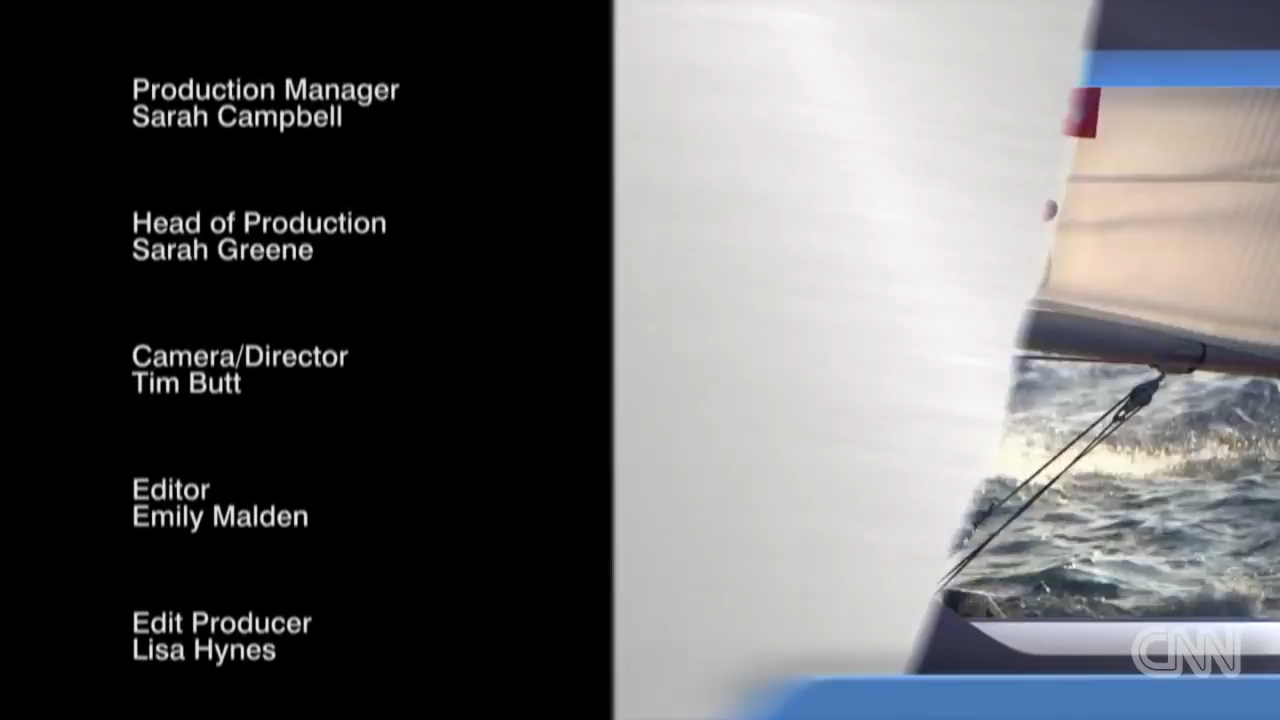 Production Manager
Sarah Campbell
Head of Production
Sarah Greene
Camera/Director
Tim Butt
Editor
Emily Malden
Edit Producer
Lisa Hynes
CNN